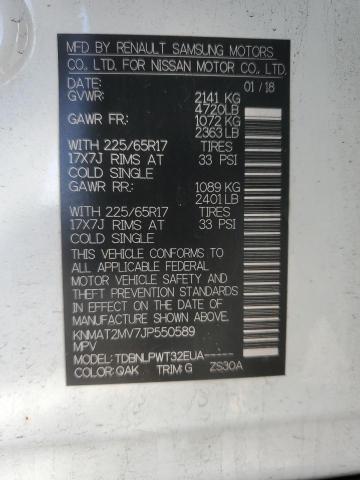 MFD BY RENAULT SAMSUNG MOTORS
CO., LTD. FOR NISSAN MOTOR CO., LTD.
DATE: 01 / 18
GVWR: 2141 KG
4720LB
GAWR FR: 1072 KG
2363LB
WITH 225/65R17 TIRES
17X7J RIMS AT 33 PSI
COLD SINGLE
GAWR RR: 1089 KG
2401LB
WITH 225/65R17 TIRES
17X7J RIMS AT 33 PSI
COLD SINGLE
THIS VEHICLE CONFORMS TO
ALL APPLICABLE FEDERAL
MOTOR VEHICLE SAFETY AND
THEFT PREVENTION STANDARDS
IN EFFECT ON THE DATE OF
MANUFACTURE SHOWN ABOVE
KNMAT2MV7JP550589
MPV
MODEL: TDBNLPWT32EUA-----
COLOR: QAK TRIM: G ZS30A